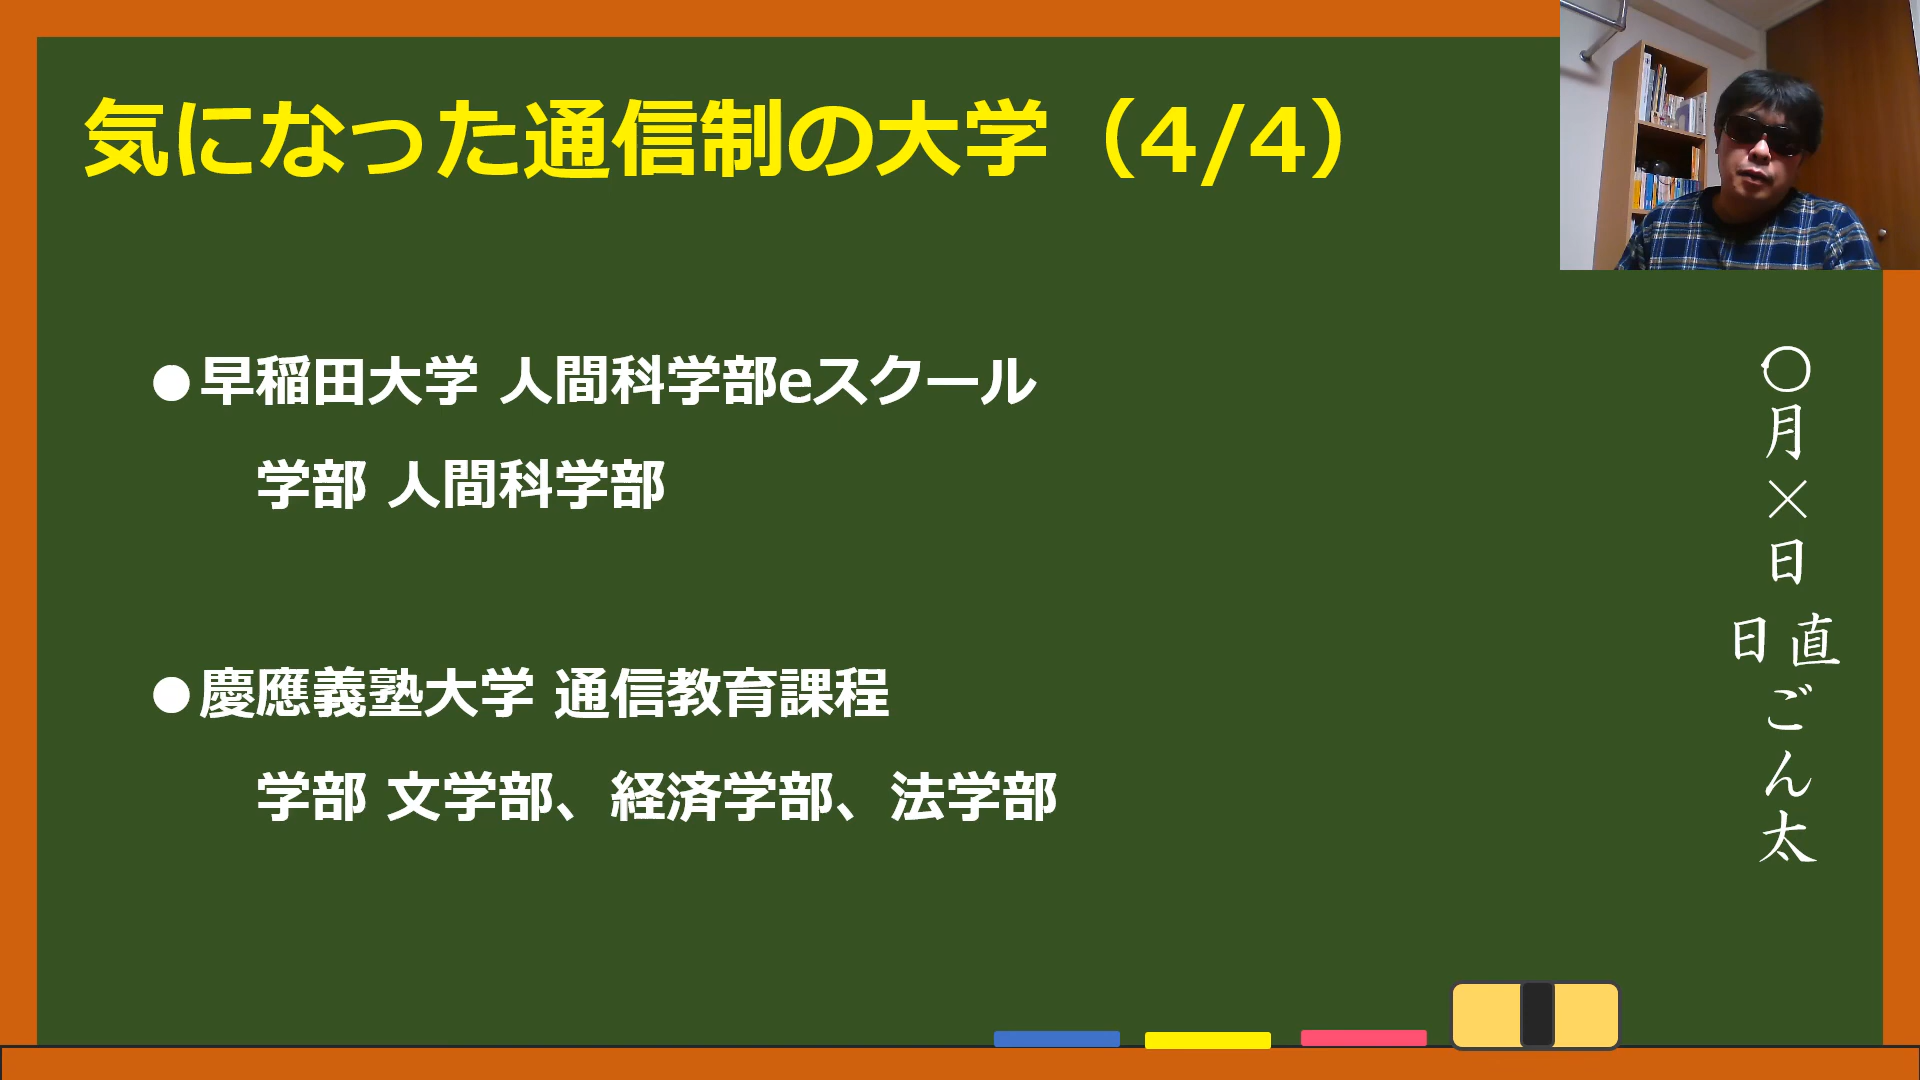 気になった通信制の大学（4/4）
●早稲田大学 人間科学部eスクール
学部 人間科学部
●慶應義塾大学 通信教育課程
学部 文学部、経済学部、法学部
〇月×日
日直
ごん太